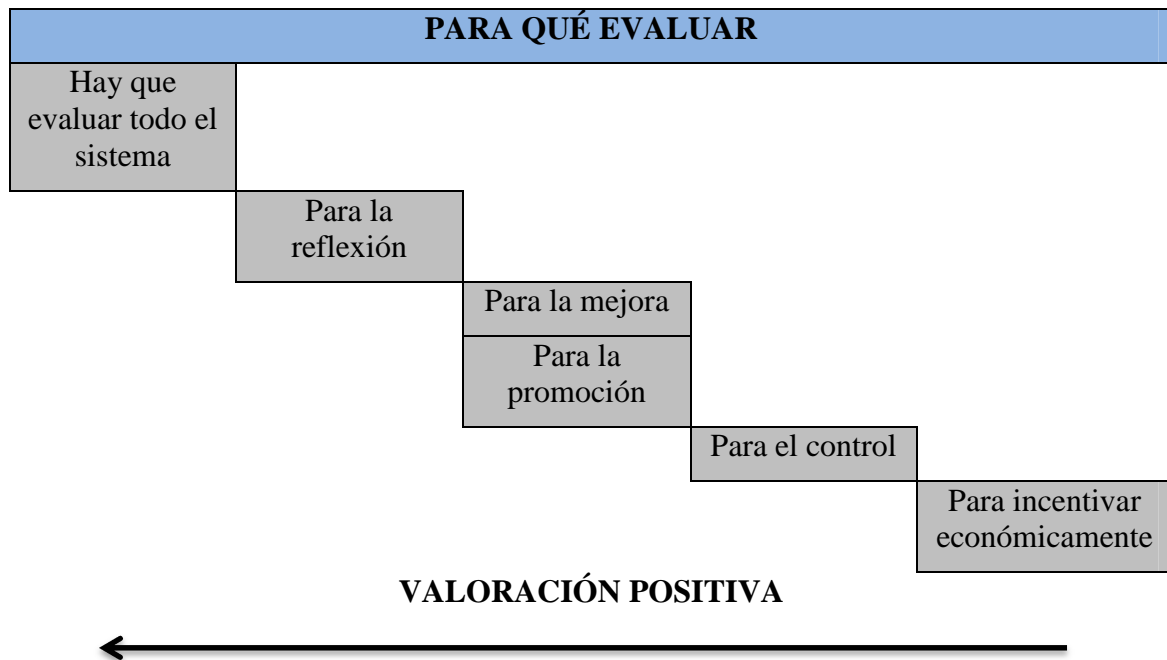 PARA QUÉ EVALUAR
Hay que
evaluar todo el
sistema
Para la
reflexión
Para la mejora
Para la
promoción
Para el control
Para incentivar
económicamente
VALORACIÓN POSITIVA